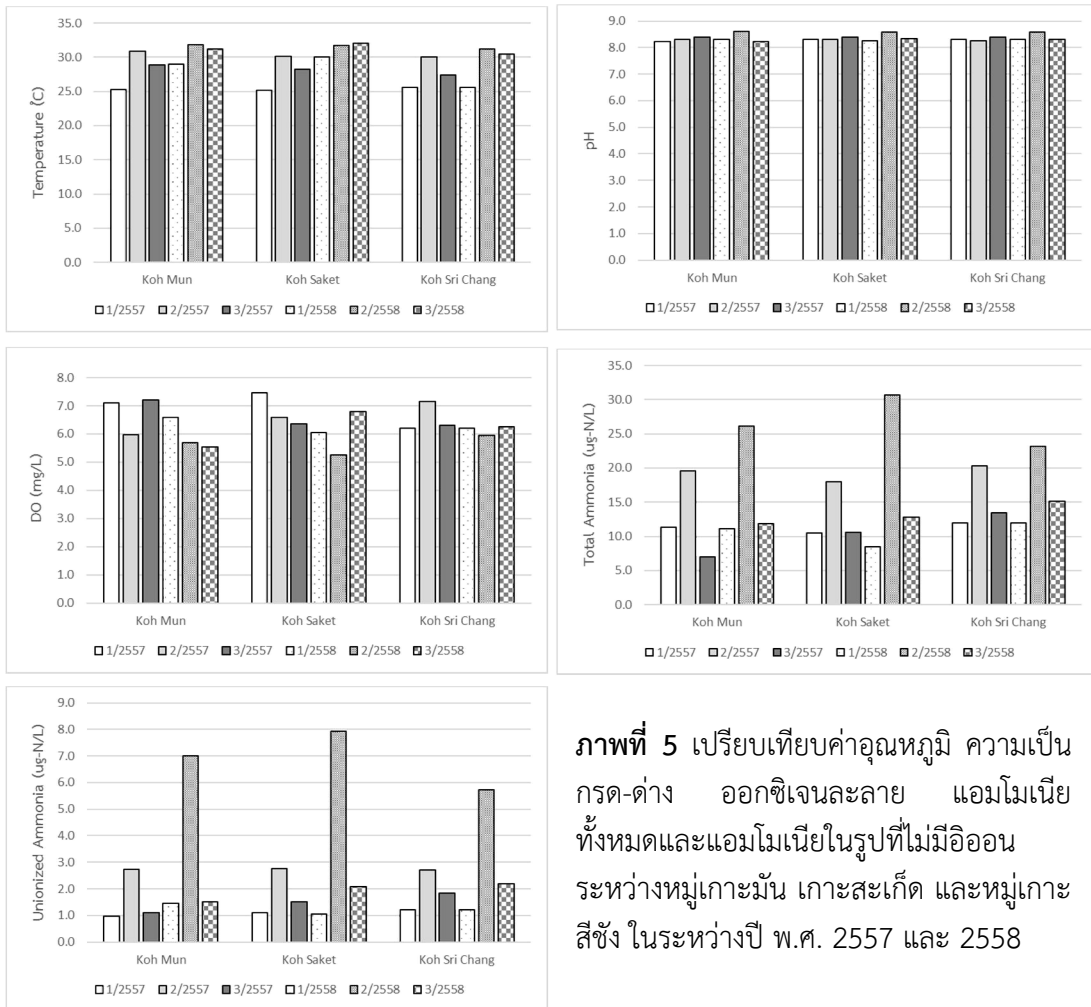 35.0
30.0
25.0
20.0
15.0
10.0
5.0
0.0
Temperature (°C)
Koh Mun Koh Saket Koh Sri Chang
1/2557 2/2557 3/2557 1/2558 2/2558 3/2558
9.0
8.0
7.0
6.0
5.0
4.0
3.0
2.0
1.0
0.0
pH
Koh Mun Koh Saket Koh Sri Chang
1/2557 2/2557 3/2557 1/2558 2/2558 3/2558
8.0
7.0
6.0
5.0
4.0
3.0
2.0
1.0
0.0
DO (mg/L)
Koh Mun Koh Saket Koh Sri Chang
1/2557 2/2557 3/2557 1/2558 2/2558 3/2558
35.0
30.0
25.0
20.0
15.0
10.0
5.0
0.0
Total Ammonia (ug-N/L)
Koh Mun Koh Saket Koh Sri Chang
1/2557 2/2557 3/2557 1/2558 2/2558 3/2558
9.0
8.0
7.0
6.0
5.0
4.0
3.0
2.0
1.0
0.0
Unionized Ammonia (ug-N/L)
Koh Mun Koh Saket Koh Sri Chang
1/2557 2/2557 3/2557 1/2558 2/2558 3/2558
ภาพที่ 5 เปรียบเทียบค่าอุณหภูมิ ความเป็น
กรด-ด่าง ออกซิเจนละลาย แอมโมเนีย
ทั้งหมดและแอมโมเนียในรูปที่ไม่มีอิออน
ระหว่างหมู่เกาะมัน เกาะสะเก็ด และหมู่เกาะ
สีชัง ในระหว่างปี พ.ศ. 2557 และ 2558